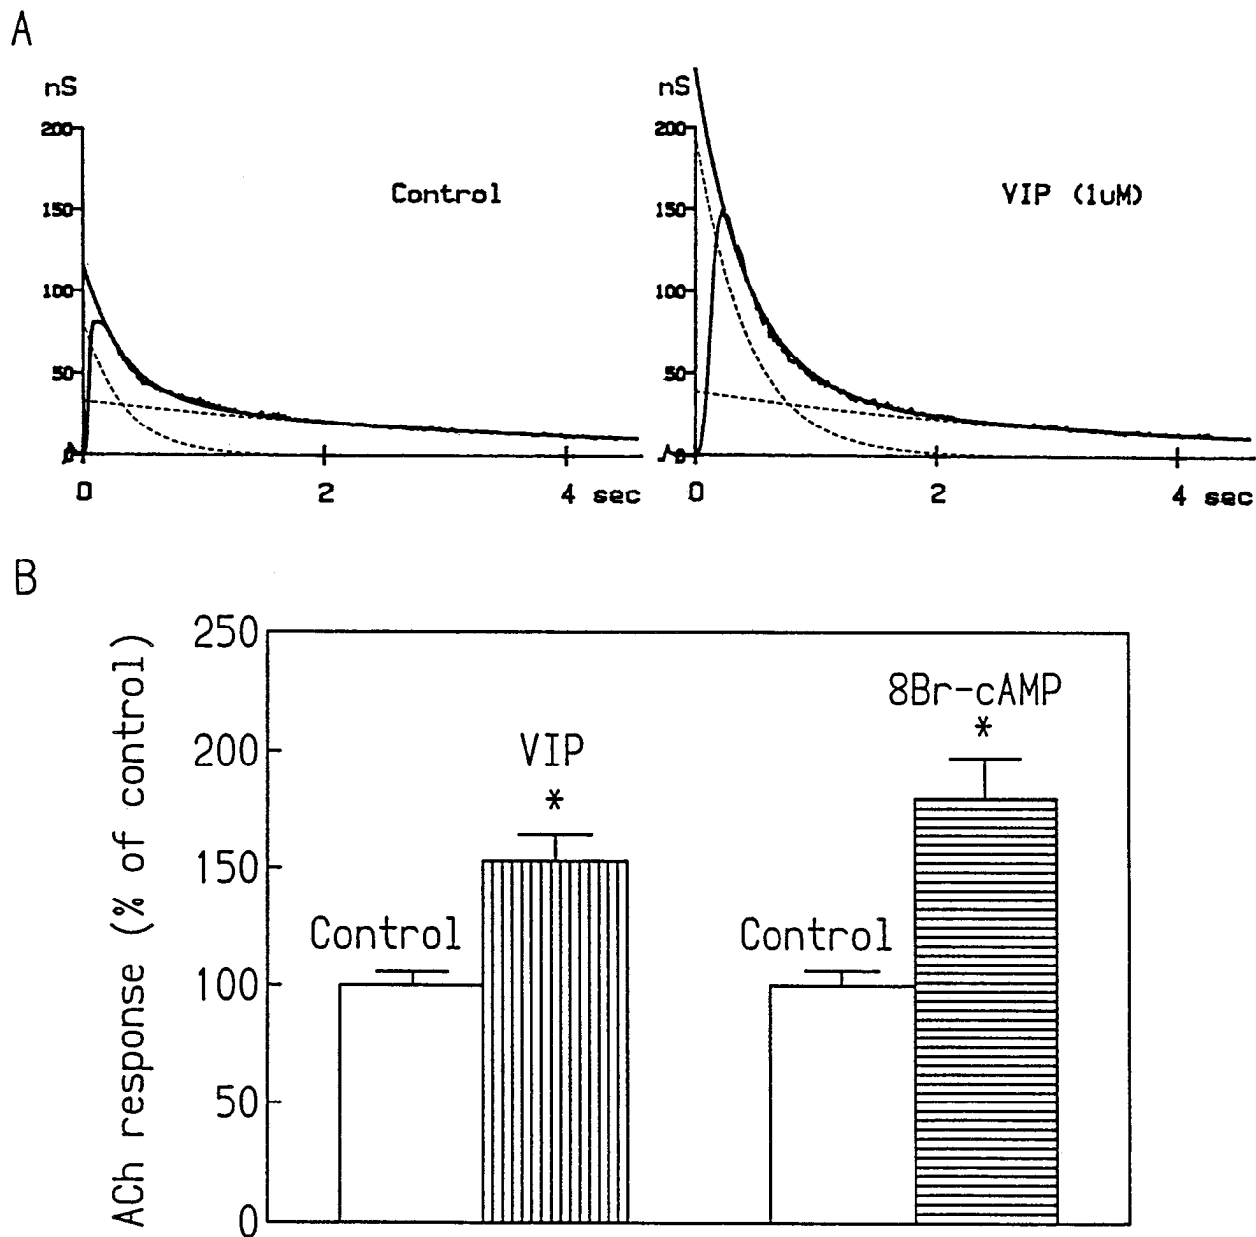 A
nS
200
150
100
50
0
Control
0 2 4 sec
nS
200
150
100
50
0
VIP (1uM)
0 2 4 sec
B
ACh response (% of control)
250
200
150
100
50
0
Control
VIP
*
Control
8Br-cAMP
*